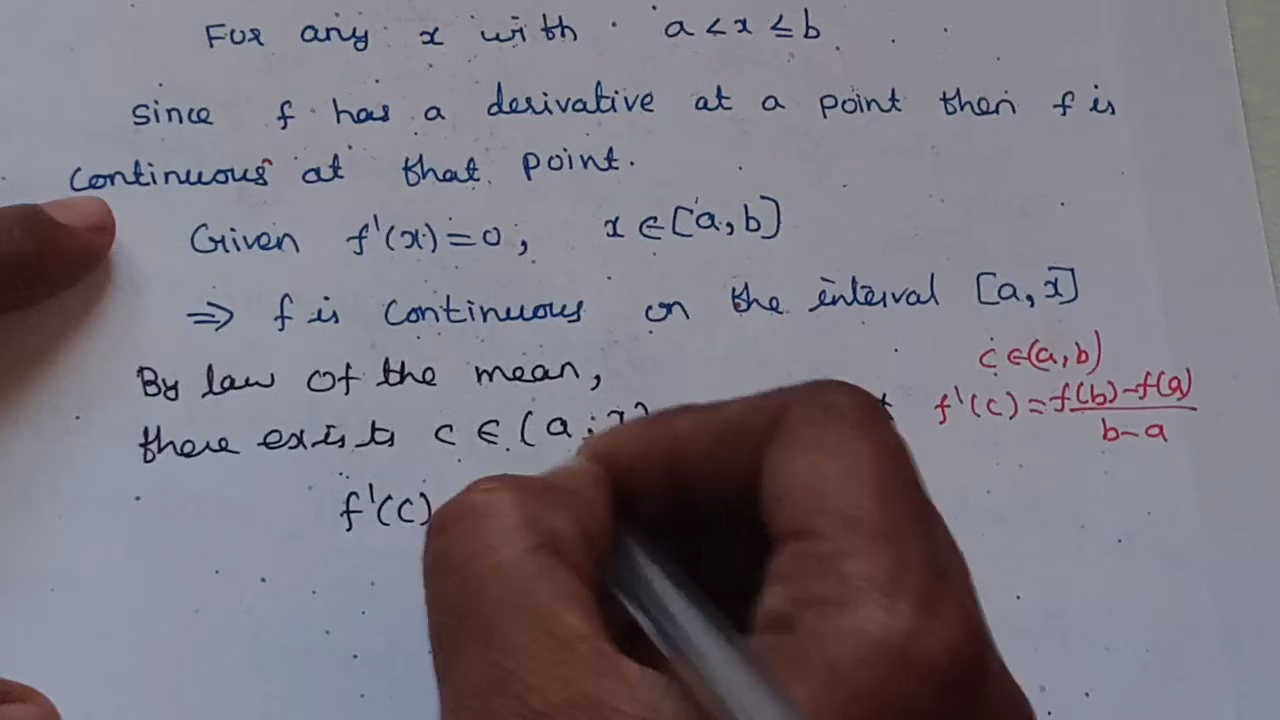 For any x with a < x ≤ b
since f has a derivative at a point then f is
continuous at that point.
Given f'(x) = 0, x ∈ [a, b]
⇒ f is continuous on the interval [a, x]
By law of the mean,
c ∈ (a, b)
there exists c ∈ (a, x)
f'(c) = f(b) - f(a) / b - a
f'(c)